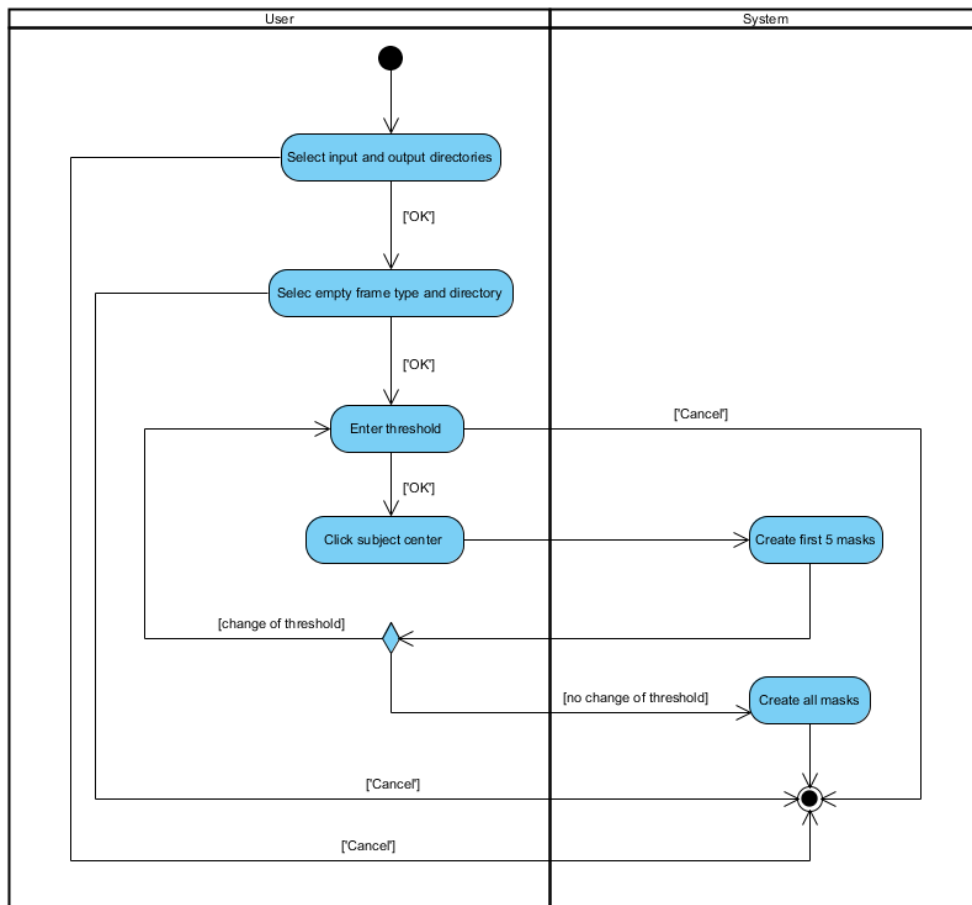 User
System
Select input and output directories
['OK']
Selec empty frame type and directory
['OK']
Enter threshold
['Cancel']
['OK']
Click subject center
Create first 5 masks
[change of threshold]
[no change of threshold]
Create all masks
['Cancel']
['Cancel']